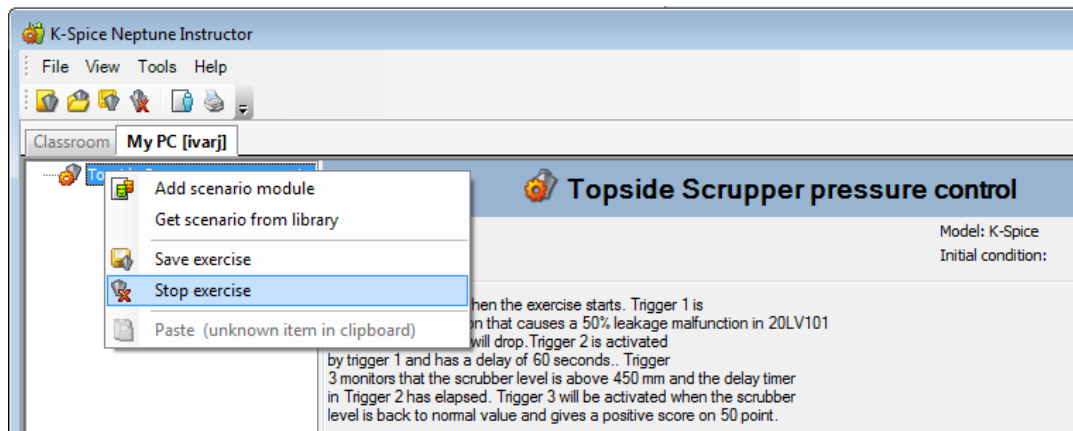 K-Spice Neptune Instructor
File View Tools Help
Classroom My PC [ivarj]
Add scenario module
Get scenario from library
Save exercise
Stop exercise
Paste (unknown item in clipboard)
Topside Scrupper pressure control
Model: K-Spice
Initial condition:
hen the exercise starts. Trigger 1 is
on that causes a 50% leakage malfunction in 20LV101
will drop.Trigger 2 is activated
by trigger 1 and has a delay of 60 seconds.. Trigger
3 monitors that the scrubber level is above 450 mm and the delay timer
in Trigger 2 has elapsed. Trigger 3 will be activated when the scrubber
level is back to normal value and gives a positive score on 50 point.